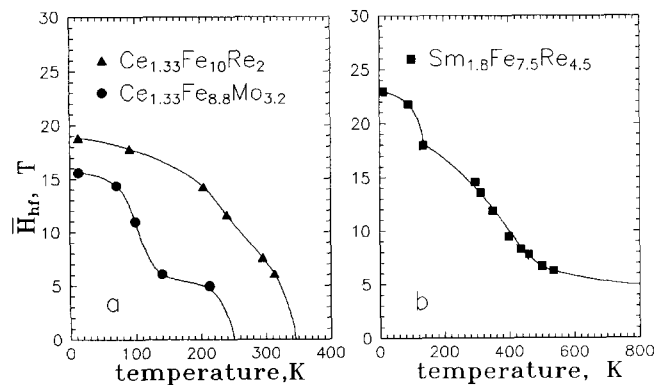 30
25
20
15
10
5
0
H̅hf, T
▲ Ce1.33Fe10Re2
● Ce1.33Fe8.8Mo3.2
a
0 100 200 300 400
temperature,K
30
25
20
15
10
5
0
■ Sm1.8Fe7.5Re4.5
b
0 200 400 600 800
temperature, K